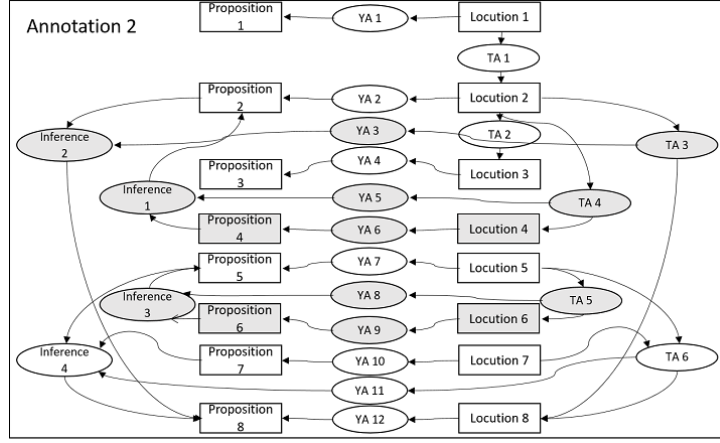 Annotation 2
Proposition
1
YA 1
Locution 1
TA 1
Proposition
2
YA 2
Locution 2
Inference
2
YA 3
TA 2
TA 3
Proposition
3
YA 4
Locution 3
Inference
1
YA 5
TA 4
Proposition
4
YA 6
Locution 4
Proposition
5
YA 7
Locution 5
Inference
3
YA 8
TA 5
Proposition
6
YA 9
Locution 6
Inference
4
Proposition
7
YA 10
Locution 7
TA 6
YA 11
Proposition
8
YA 12
Locution 8